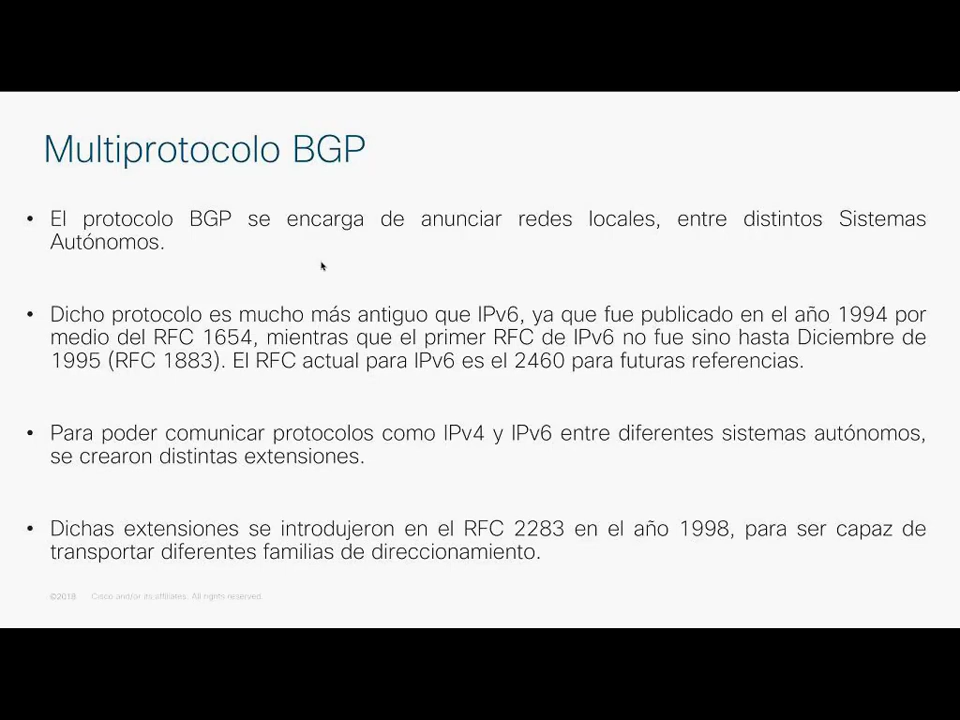 Multiprotocolo BGP
• El protocolo BGP se encarga de anunciar redes locales, entre distintos Sistemas
Autónomos.
• Dicho protocolo es mucho más antiguo que IPv6, ya que fue publicado en el año 1994 por
medio del RFC 1654, mientras que el primer RFC de IPv6 no fue sino hasta Diciembre de
1995 (RFC 1883). El RFC actual para IPv6 es el 2460 para futuras referencias.
• Para poder comunicar protocolos como IPv4 y IPv6 entre diferentes sistemas autónomos,
se crearon distintas extensiones.
• Dichas extensiones se introdujeron en el RFC 2283 en el año 1998, para ser capaz de
transportar diferentes familias de direccionamiento.
©2018 Cisco and/or its affiliates. All rights reserved.